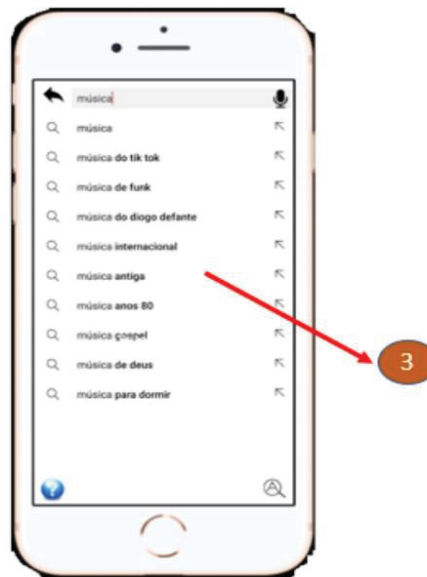 música
música
música do tik tok
música de funk
música do diogo defante
música internacional
música antiga
música anos 80
música gospel
música de deus
música para dormir
?
A
3